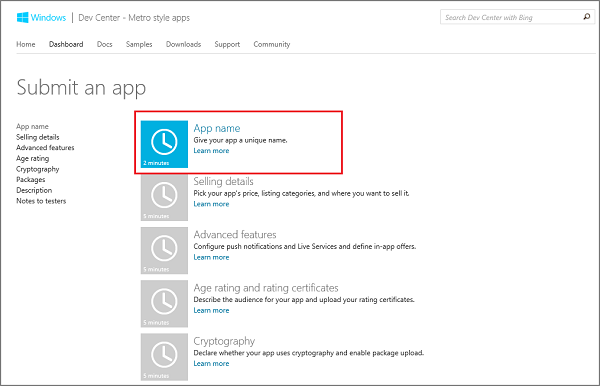 Windows | Dev Center - Metro style apps
Search Dev Center with Bing
Home Dashboard Docs Samples Downloads Support Community
Submit an app
App name
Selling details
Advanced features
Age rating
Cryptography
Packages
Description
Notes to testers
App name
Give your app a unique name.
Learn more
2 minutes
Selling details
Pick your app's price, listing categories, and where you want to sell it.
Learn more
5 minutes
Advanced features
Configure push notifications and Live Services and define in-app offers.
Learn more
5 minutes
Age rating and rating certificates
Describe the audience for your app and upload your rating certificates.
Learn more
5 minutes
Cryptography
Declare whether your app uses cryptography and enable package upload.
Learn more
3 minutes